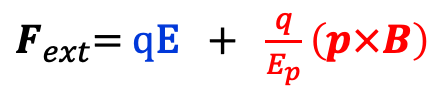 F_ext = qE + q/E_p (p×B)